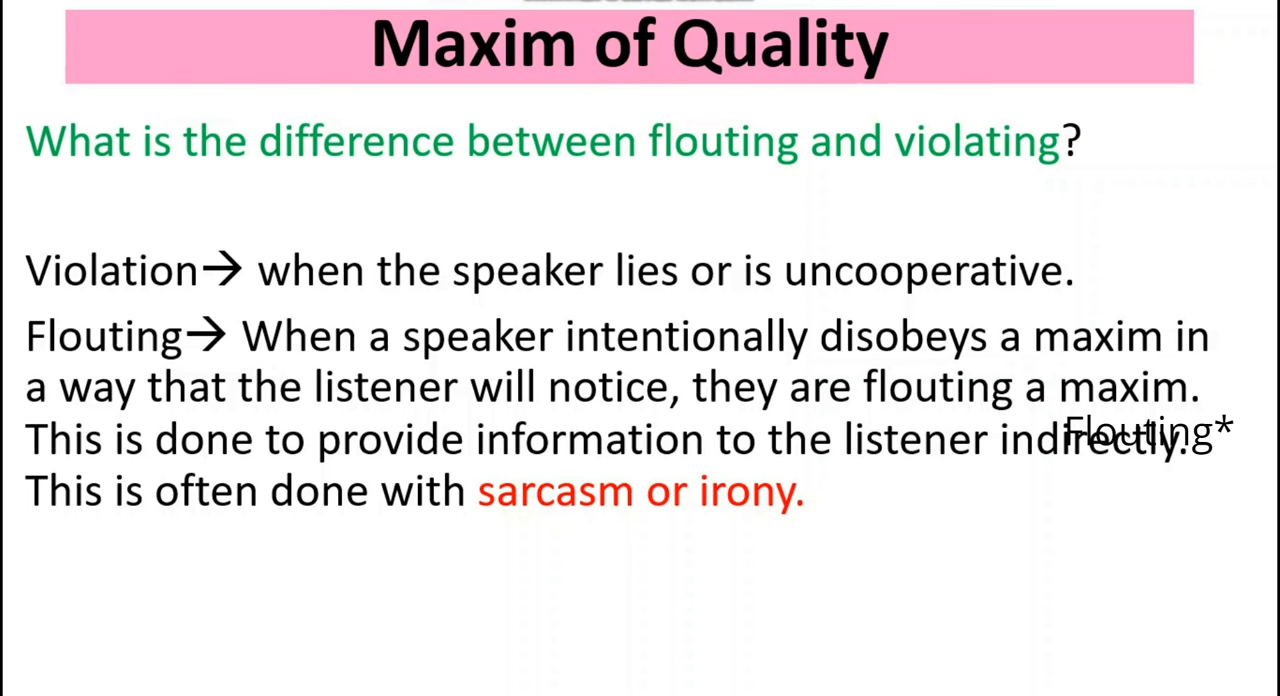 Maxim of Quality
What is the difference between flouting and violating?
Violation→ when the speaker lies or is uncooperative.
Flouting→ When a speaker intentionally disobeys a maxim in
a way that the listener will notice, they are flouting a maxim.
Flouting*
This is done to provide information to the listener indirectly.
This is often done with sarcasm or irony.